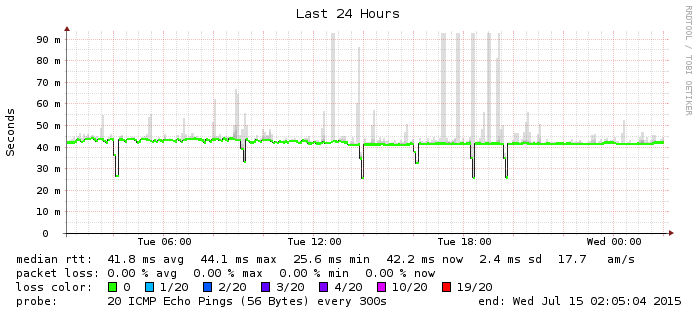 Last 24 Hours
RRDTOOL / TOBI OETIKER
Seconds
90 m
80 m
70 m
60 m
50 m
40 m
30 m
20 m
10 m
0
Tue 06:00 Tue 12:00 Tue 18:00 Wed 00:00
median rtt: 41.8 ms avg 44.1 ms max 25.6 ms min 42.2 ms now 2.4 ms sd 17.7 am/s
packet loss: 0.00 % avg 0.00 % max 0.00 % min 0.00 % now
loss color: 0 1/20 2/20 3/20 4/20 10/20 19/20
probe: 20 ICMP Echo Pings (56 Bytes) every 300s end: Wed Jul 15 02:05:04 2015